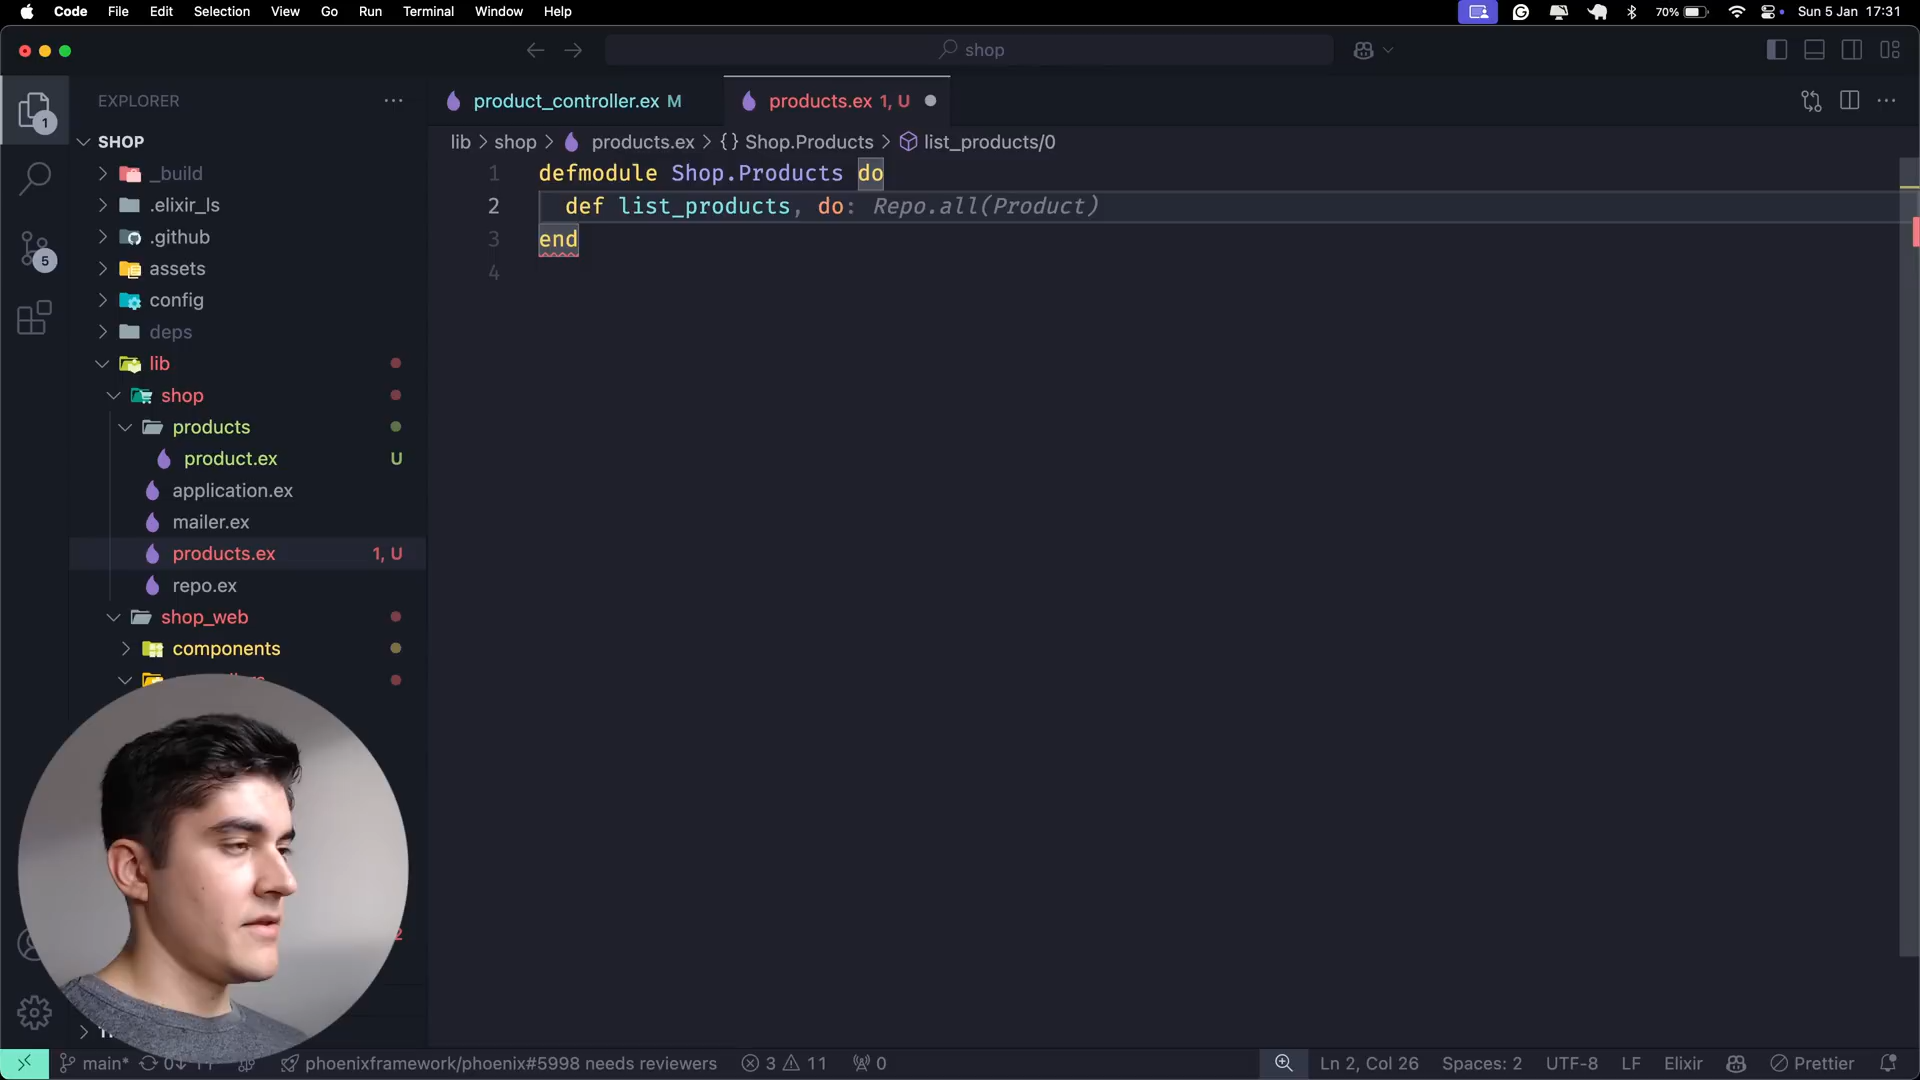 Code File Edit Selection View Go Run Terminal Window Help 70% Sun 5 Jan 17:31
shop
EXPLORER
product_controller.ex M
products.ex 1, U
SHOP
lib > shop > products.ex > {} Shop.Products > list_products/0
_build
.elixir_ls
.github
assets
config
deps
lib
shop
products
product.ex U
application.ex
mailer.ex
products.ex 1, U
repo.ex
shop_web
components
1 defmodule Shop.Products do
2 def list_products, do: Repo.all(Product)
3 end
4
1
5
2
main* 0↓ phoenixframework/phoenix#5998 needs reviewers 3 11 0
Ln 2, Col 26 Spaces: 2 UTF-8 LF Elixir Prettier